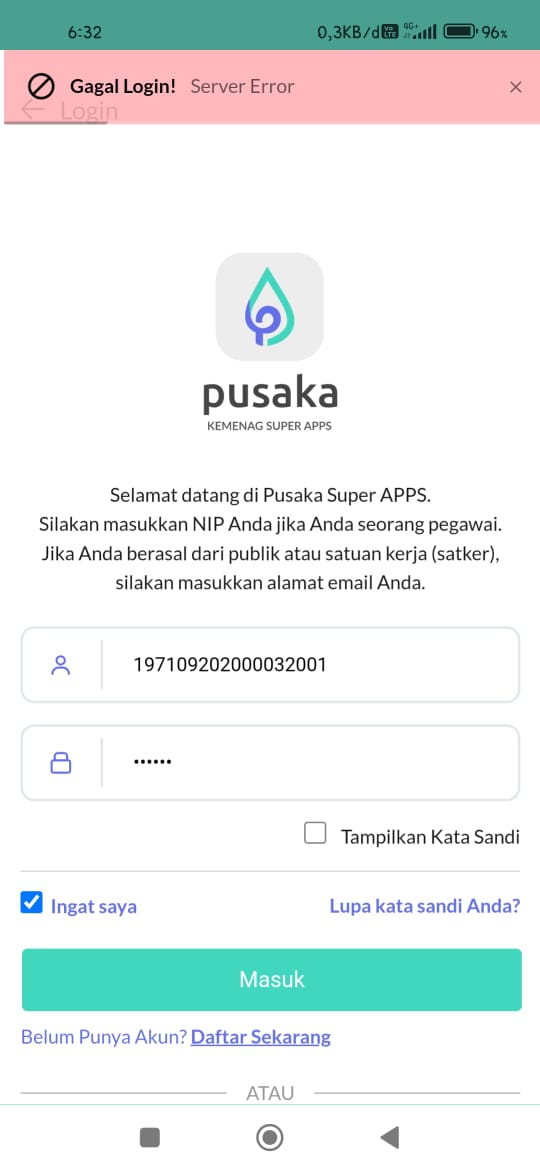 6:32 0,3KB/d Vo LTE 4G+ 96%
Gagal Login! Server Error ×
← Login
pusaka
KEMENAG SUPER APPS
Selamat datang di Pusaka Super APPS.
Silakan masukkan NIP Anda jika Anda seorang pegawai.
Jika Anda berasal dari publik atau satuan kerja (satker),
silakan masukkan alamat email Anda.
197109202000032001
••••••
Tampilkan Kata Sandi
Ingat saya Lupa kata sandi Anda?
Masuk
Belum Punya Akun? Daftar Sekarang
ATAU